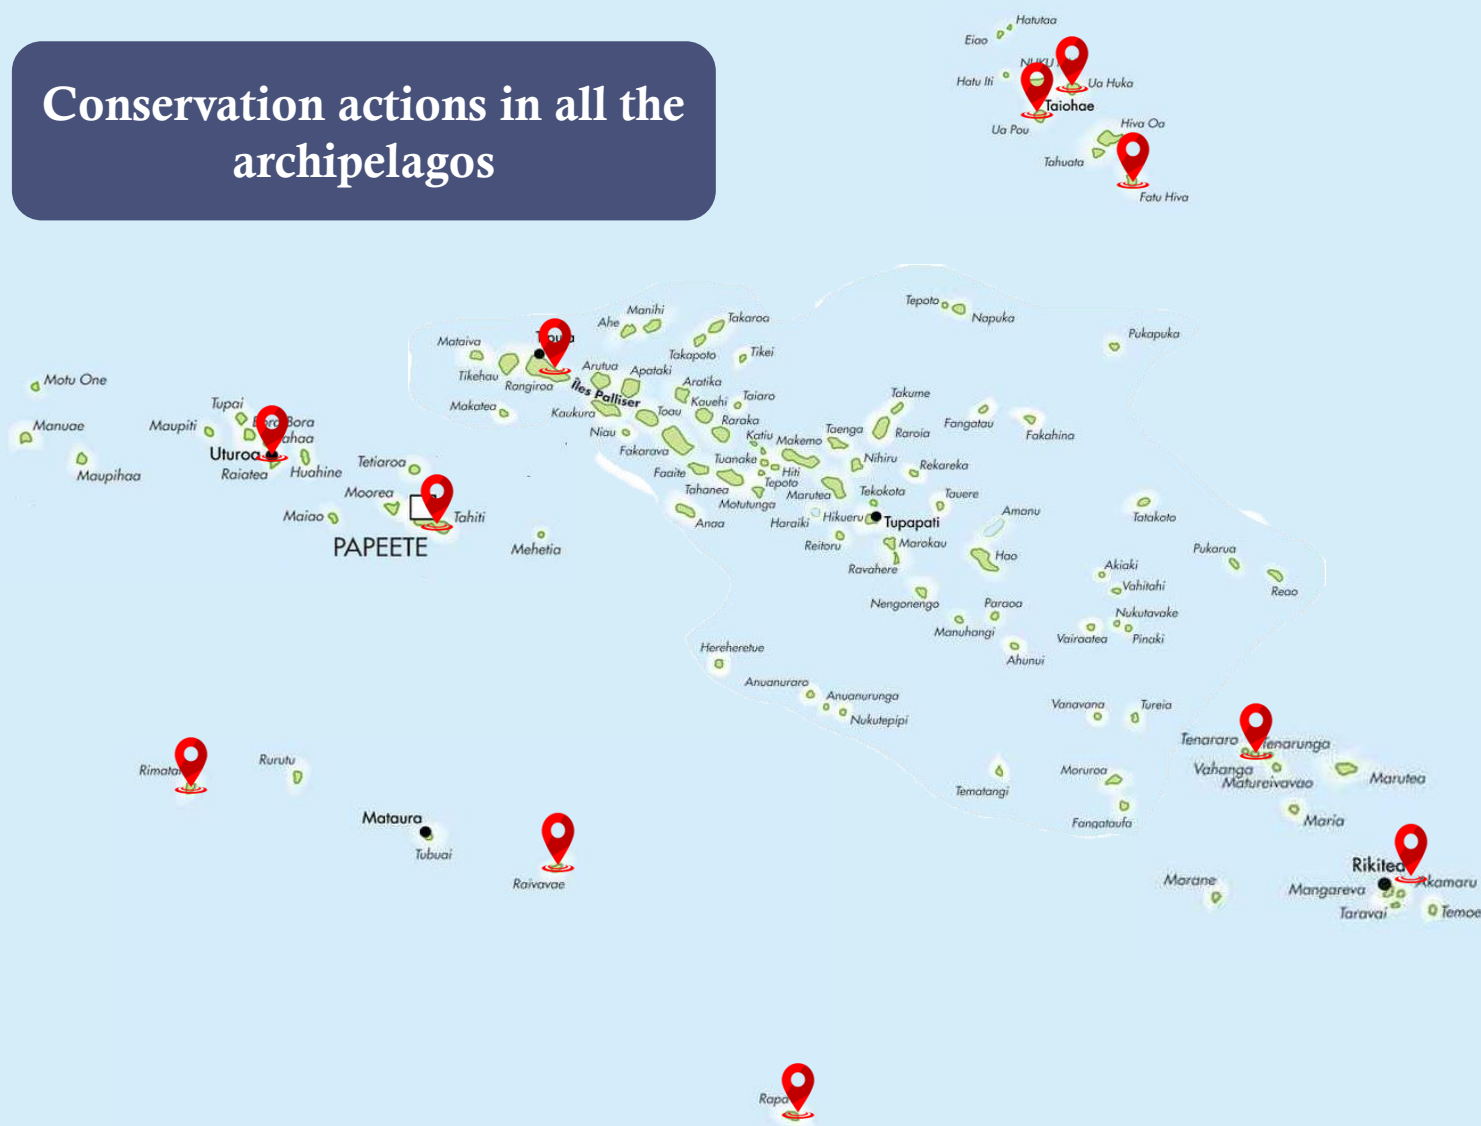 Conservation actions in all the
archipelagos
Hatutaa
Eiao
Hatu Iti
Ua Huka
Taiohae
Ua Pou
Hiva Oa
Tahuata
Fatu Hiva
Tepoto
Napuka
Pukapuka
Manihi
Ahe
Takaroa
Takapoto
Tikei
Mataiva
Tikehau
Rangiroa
Îles Palliser
Arutua
Apataki
Aratika
Kauehi
Taiaro
Makatea
Kaukura
Toau
Raraka
Niau
Fakarava
Katiu
Makemo
Taenga
Takume
Raroia
Fangatau
Fakahina
Motu One
Manuae
Maupihaa
Tupai
Maupiti
Bora Bora
Uturoa
Raiatea
Huahine
Tetiaroa
Moorea
Maiao
Tahiti
PAPEETE
Mehetia
Faaite
Tuanake
Hiti
Tepoto
Tahanea
Motutunga
Anaa
Marutea
Nihiru
Rekareka
Tekokota
Tauere
Haraiki
Hikueru
Tupapati
Amanu
Tatakoto
Reitoru
Marokau
Ravahere
Hao
Pukarua
Reao
Akiaki
Vahitahi
Nengonengo
Paraoa
Manuhangi
Nukutavake
Vairaatea
Pinaki
Ahunui
Hereheretue
Anuanuraro
Anuanurunga
Nukutepipi
Vanavana
Tureia
Tenararo
Tenarunga
Vahanga
Matureivavao
Marutea
Maria
Moruroa
Tematangi
Fangataufa
Rurutu
Mataura
Tubuai
Raivavae
Morane
Rikitea
Mangareva
Akamaru
Taravai
Temoe
Rapa